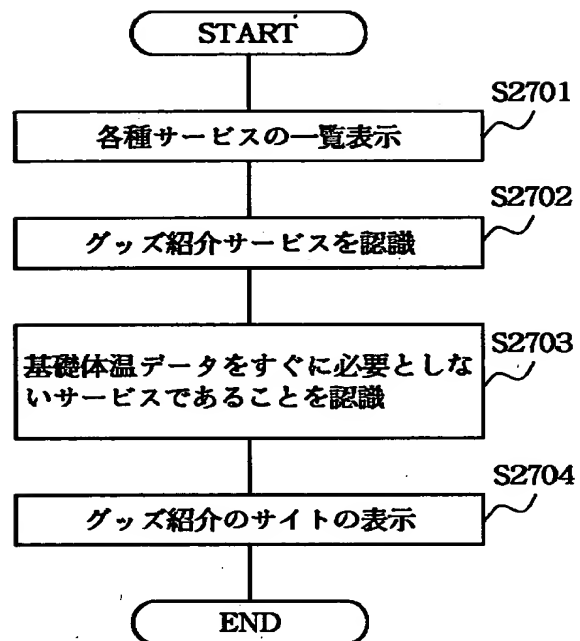 START
S2701
各種サービスの一覧表示
S2702
グッズ紹介サービスを認識
S2703
基礎体温データをすぐに必要としな
いサービスであることを認識
S2704
グッズ紹介のサイトの表示
END